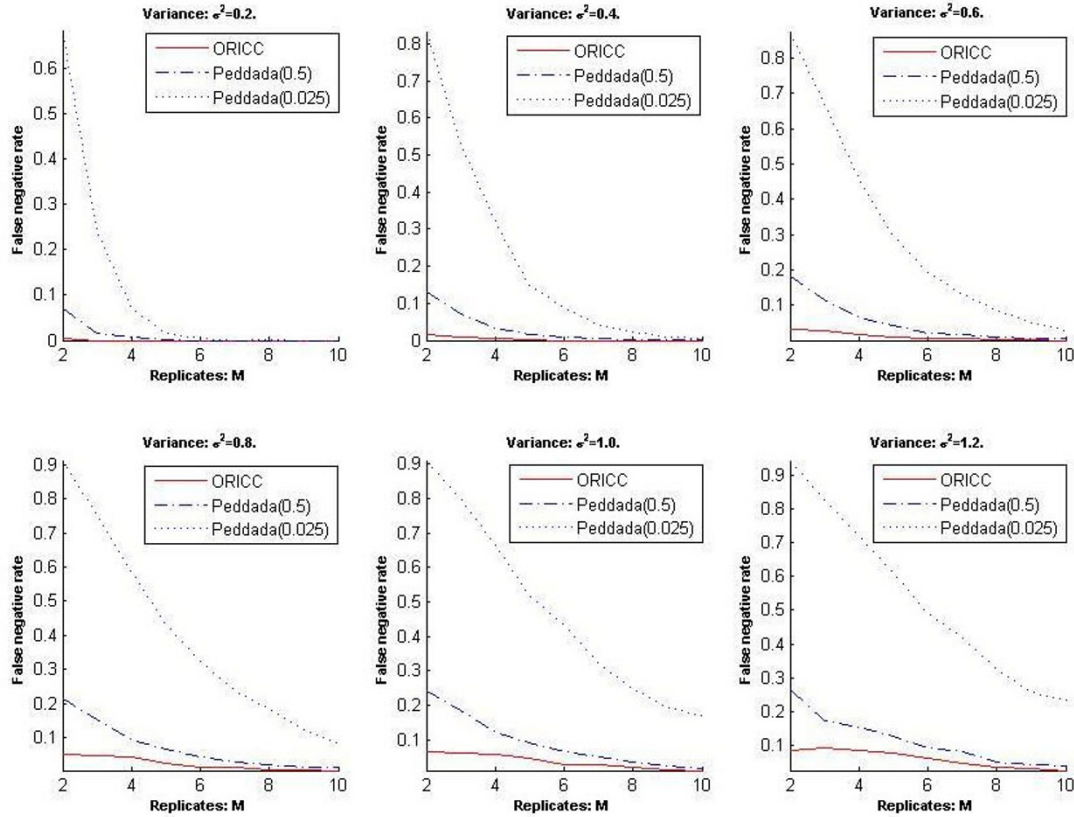 Variance: σ²=0.2.
ORICC
Peddada(0.5)
Peddada(0.025)
False negative rate
0.6
0.5
0.4
0.3
0.2
0.1
0
2 4 6 8 10
Replicates: M
Variance: σ²=0.4.
ORICC
Peddada(0.5)
Peddada(0.025)
False negative rate
0.8
0.7
0.6
0.5
0.4
0.3
0.2
0.1
0
2 4 6 8 10
Replicates: M
Variance: σ²=0.6.
ORICC
Peddada(0.5)
Peddada(0.025)
False negative rate
0.8
0.7
0.6
0.5
0.4
0.3
0.2
0.1
2 4 6 8 10
Replicates: M
Variance: σ²=0.8.
ORICC
Peddada(0.5)
Peddada(0.025)
False negative rate
0.9
0.8
0.7
0.6
0.5
0.4
0.3
0.2
0.1
2 4 6 8 10
Replicates: M
Variance: σ²=1.0.
ORICC
Peddada(0.5)
Peddada(0.025)
False negative rate
0.9
0.8
0.7
0.6
0.5
0.4
0.3
0.2
0.1
2 4 6 8 10
Replicates: M
Variance: σ²=1.2.
ORICC
Peddada(0.5)
Peddada(0.025)
False negative rate
0.9
0.8
0.7
0.6
0.5
0.4
0.3
0.2
0.1
2 4 6 8 10
Replicates: M